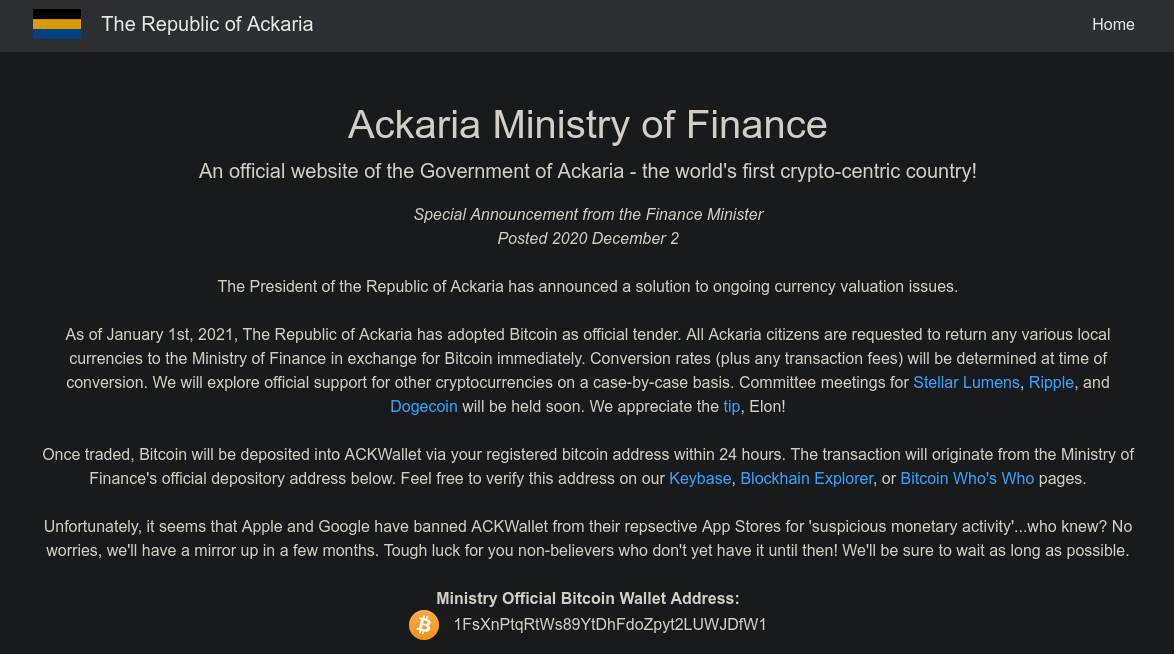 The Republic of Ackaria
Home
Ackaria Ministry of Finance
An official website of the Government of Ackaria - the world's first crypto-centric country!
Special Announcement from the Finance Minister
Posted 2020 December 2
The President of the Republic of Ackaria has announced a solution to ongoing currency valuation issues.
As of January 1st, 2021, The Republic of Ackaria has adopted Bitcoin as official tender. All Ackaria citizens are requested to return any various local
currencies to the Ministry of Finance in exchange for Bitcoin immediately. Conversion rates (plus any transaction fees) will be determined at time of
conversion. We will explore official support for other cryptocurrencies on a case-by-case basis. Committee meetings for Stellar Lumens, Ripple, and
Dogecoin will be held soon. We appreciate the tip, Elon!
Once traded, Bitcoin will be deposited into ACKWallet via your registered bitcoin address within 24 hours. The transaction will originate from the Ministry of
Finance's official depository address below. Feel free to verify this address on our Keybase, Blockhain Explorer, or Bitcoin Who's Who pages.
Unfortunately, it seems that Apple and Google have banned ACKWallet from their repsective App Stores for 'suspicious monetary activity'...who knew? No
worries, we'll have a mirror up in a few months. Tough luck for you non-believers who don't yet have it until then! We'll be sure to wait as long as possible.
Ministry Official Bitcoin Wallet Address:
1FsXnPtqRtWs89YtDhFdoZpyt2LUWJDfW1